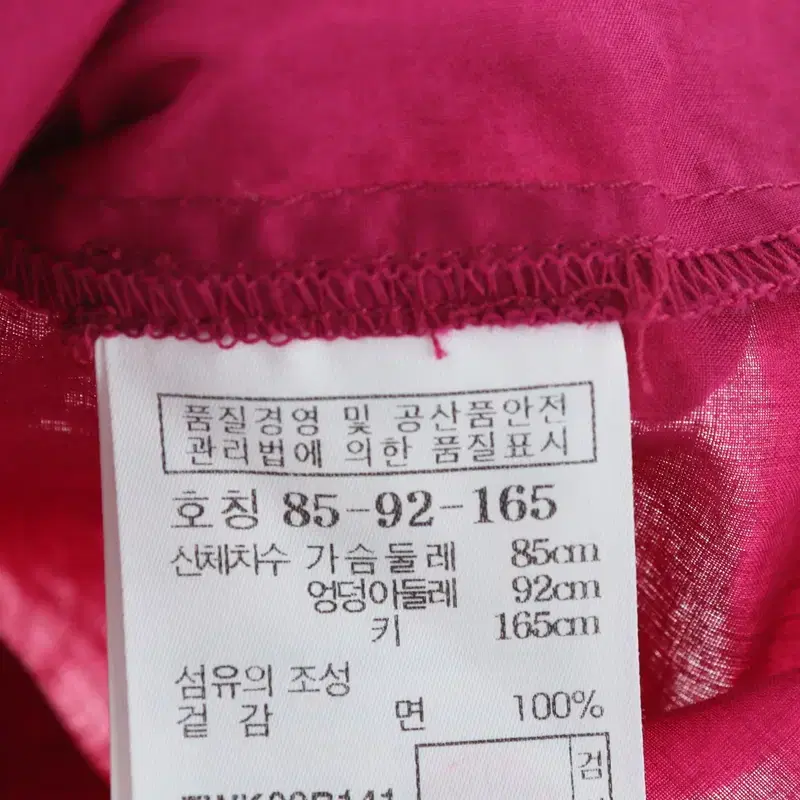 품질경영 및 공산품안전
관리법에 의한 품질표시
호칭 85-92-165
신체차수 가슴둘레 85cm
엉덩아둘레 92cm
키 165cm
섬유의 조성
겉감 면 100%
검